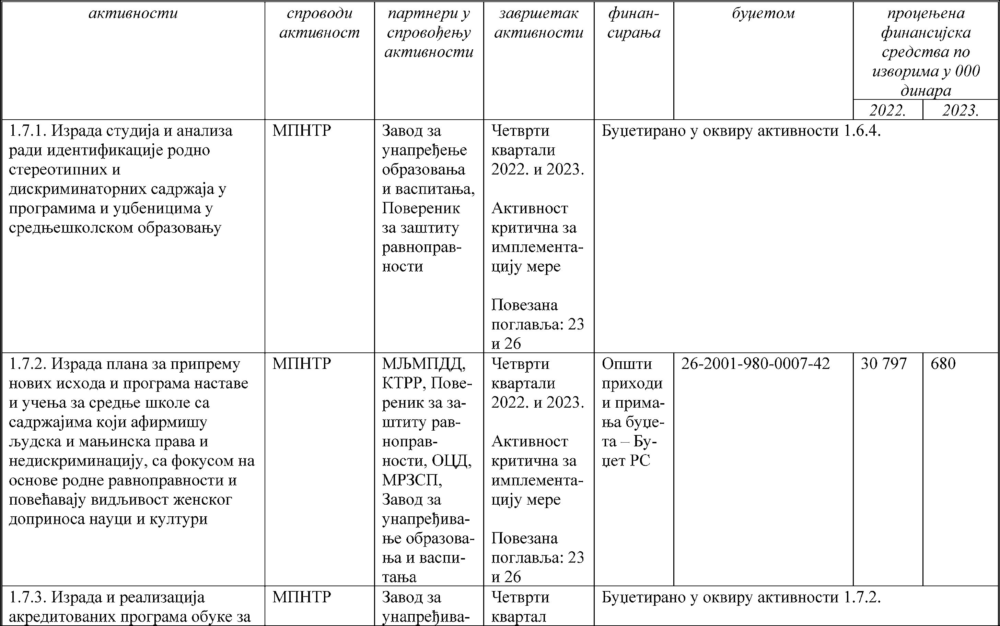 активности
спроводи
активност
партнери у
спровођењу
активности
завршетак
активности
финан-
сирања
буџетом
процењена
финансијска
средства по
изворима у 000
динара
2022.
2023.
1.7.1. Израда студија и анализа
ради идентификације родно
стереотипних и
дискриминаторних садржаја у
програмима и уџбеницима у
средњешколском образовању
МПНТР
Завод за
унапређење
образовања
и васпитања,
Повереник
за заштиту
равноправ-
ности
Четврти
квартали
2022. и 2023.
Активност
критична за
имплемента-
цију мере
Повезана
поглавља: 23
и 26
Буџетирано у оквиру активности 1.6.4.
1.7.2. Израда плана за припрему
нових исхода и програма наставе
и учења за средње школе са
садржајима који афирмишу
људска и мањинска права и
недискриминацију, са фокусом на
основе родне равноправности и
повећавају видљивост женског
доприноса науци и култури
МПНТР
МЉМПДД,
КТРР, Пове-
реник за за-
штиту рав-
ноправ-
ности, ОЦД,
МРЗСП,
Завод за
унапређива-
ње образова-
ња и васпи-
тања
Четврти
квартали
2022. и 2023.
Активност
критична за
имплемента-
цију мере
Повезана
поглавља: 23
и 26
Општи
приходи
и прима-
ња буџе-
та – Бу-
џет РС
26-2001-980-0007-42
30 797
680
1.7.3. Израда и реализација
акредитованих програма обуке за
МПНТР
Завод за
унапређива-
Четврти
квартал
Буџетирано у оквиру активности 1.7.2.